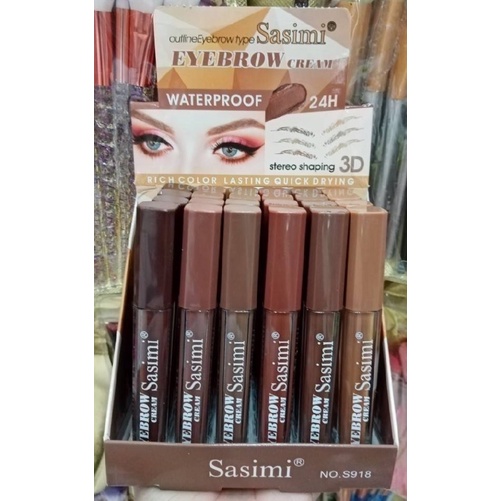 outlineEyebrow type Sasimi®
EYEBROW CREAM
WATERPROOF 24H
stereo shaping 3D
RICH COLOR LASTING QUICK DRYING
EYEBROW CREAM Sasimi®
EYEBROW CREAM Sasimi®
EYEBROW CREAM Sasimi®
EYEBROW CREAM Sasimi®
EYEBROW CREAM Sasimi®
EYEBROW CREAM Sasimi®
Sasimi® NO.S918